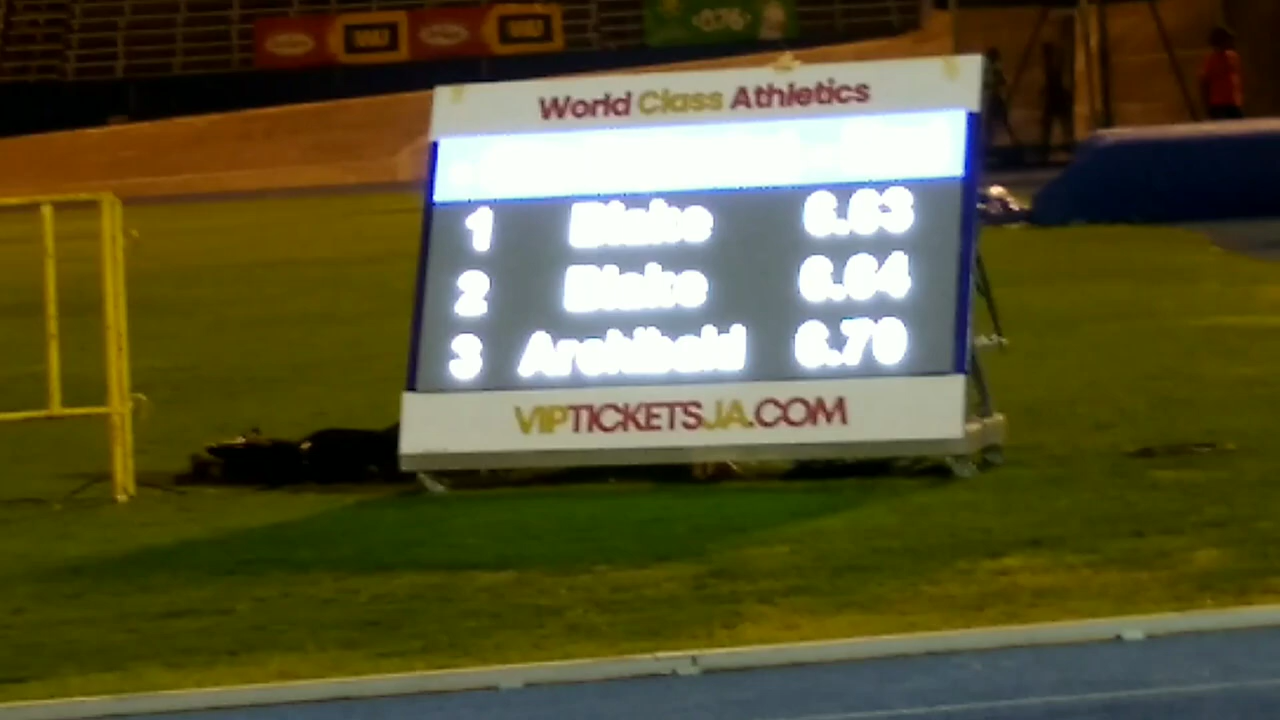 World Class Athletics
1 Blake 6.63
2 Blake 6.64
3 Archibald 6.70
VIPTICKETSJA.COM